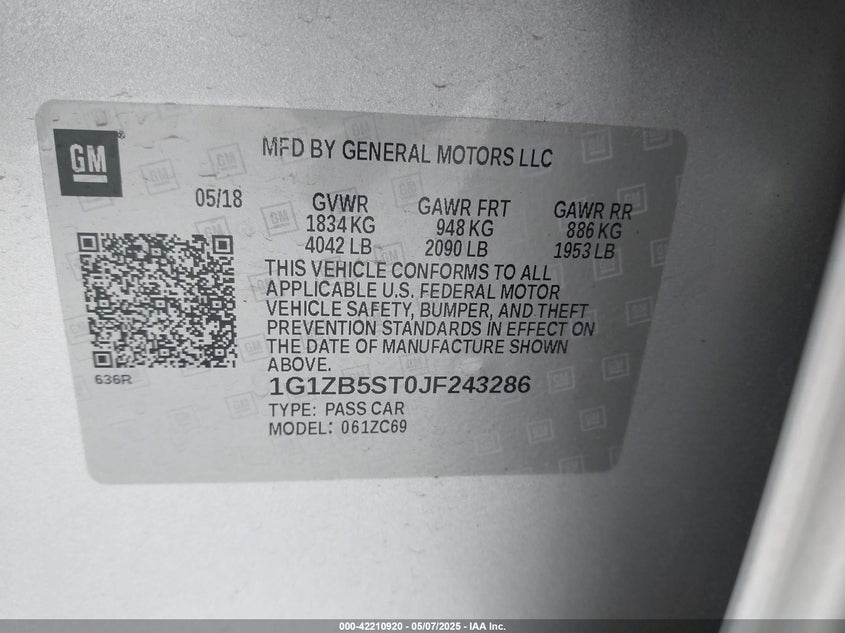 GM
MFD BY GENERAL MOTORS LLC
05/18
GVWR
1834 KG
4042 LB
GAWR FRT
948 KG
2090 LB
GAWR RR
886 KG
1953 LB
THIS VEHICLE CONFORMS TO ALL
APPLICABLE U.S. FEDERAL MOTOR
VEHICLE SAFETY, BUMPER, AND THEFT
PREVENTION STANDARDS IN EFFECT ON
THE DATE OF MANUFACTURE SHOWN
ABOVE.
636R
1G1ZB5ST0JF243286
TYPE: PASS CAR
MODEL: 061ZC69
000-42210920 - 05/07/2025 - IAA Inc.